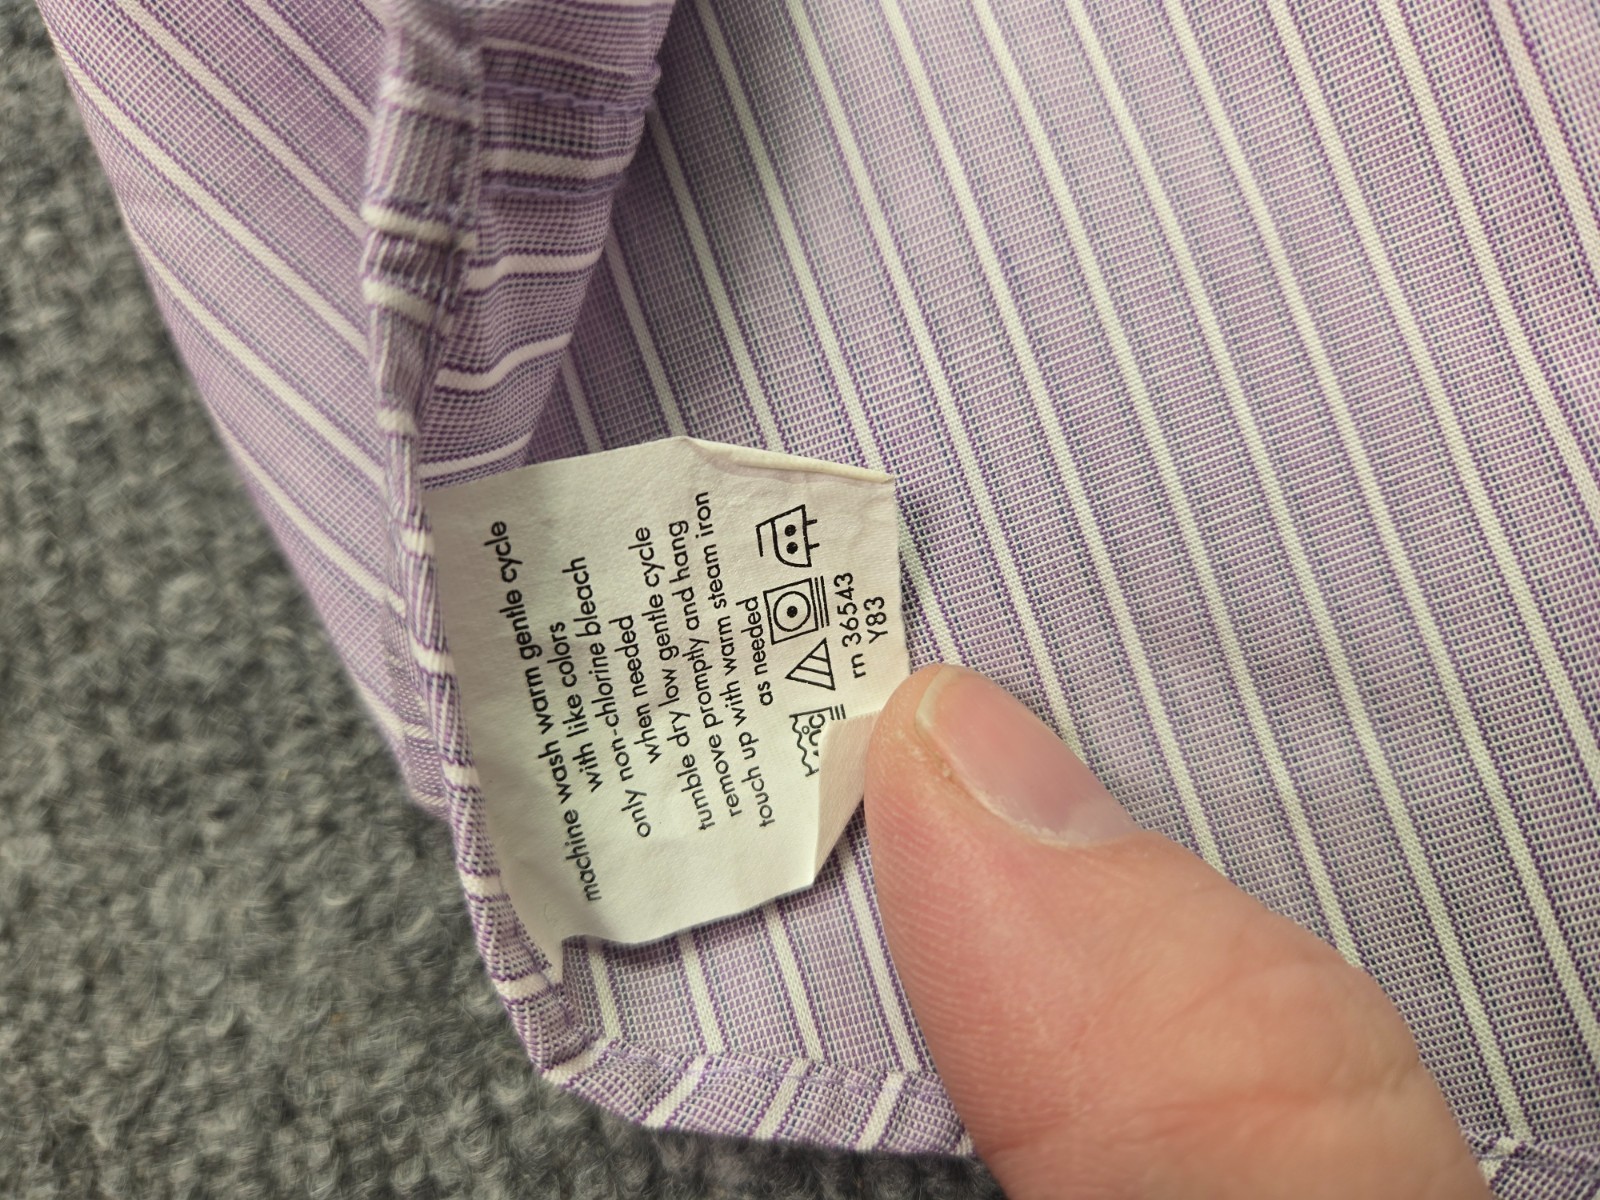 machine wash warm gentle cycle
with like colors
only non-chlorine bleach
when needed
tumble dry low gentle cycle
remove promptly and hang
touch up with warm steam iron
as needed
rn 36543
Y83